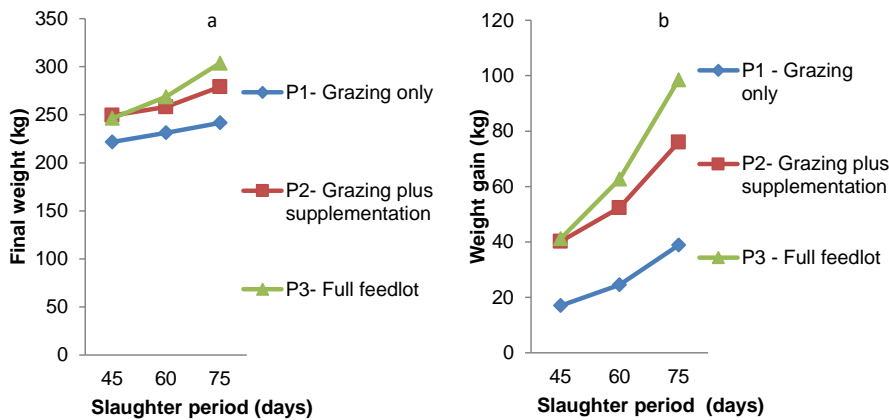 a
Final weight (kg)
350
300
250
200
150
100
50
0
45 60 75
Slaughter period (days)
P1- Grazing only
P2- Grazing plus
supplementation
P3- Full feedlot
b
Weight gain (kg)
120
100
80
60
40
20
0
45 60 75
Slaughter period  (days)
P1 - Grazing
only
P2- Grazing plus
supplementation
P3 - Full feedlot